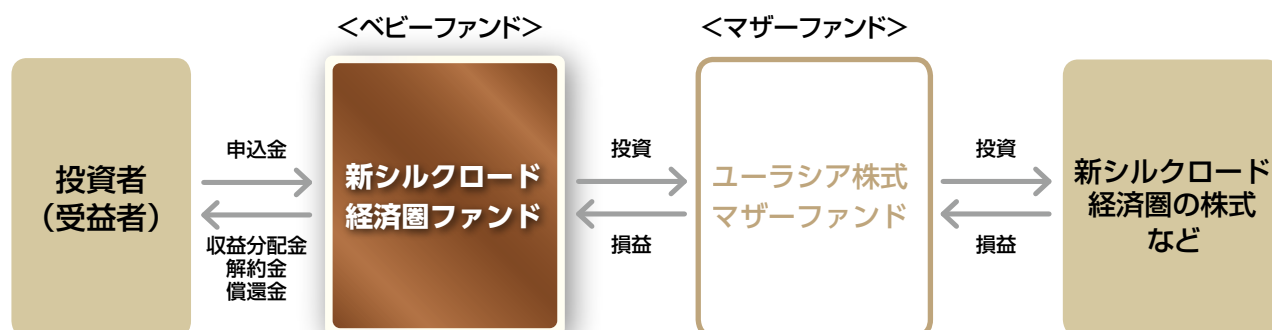 ＜ベビーファンド＞
＜マザーファンド＞
投資者
（受益者）
申込金
収益分配金
解約金
償還金
新シルクロード
経済圏ファンド
投資
損益
ユーラシア株式
マザーファンド
投資
損益
新シルクロード
経済圏の株式
など